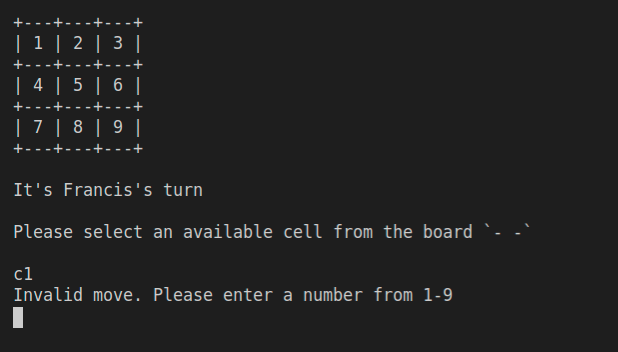 +---+---+---+
| 1 | 2 | 3 |
+---+---+---+
| 4 | 5 | 6 |
+---+---+---+
| 7 | 8 | 9 |
+---+---+---+
It's Francis's turn
Please select an available cell from the board `- -`
c1
Invalid move. Please enter a number from 1-9